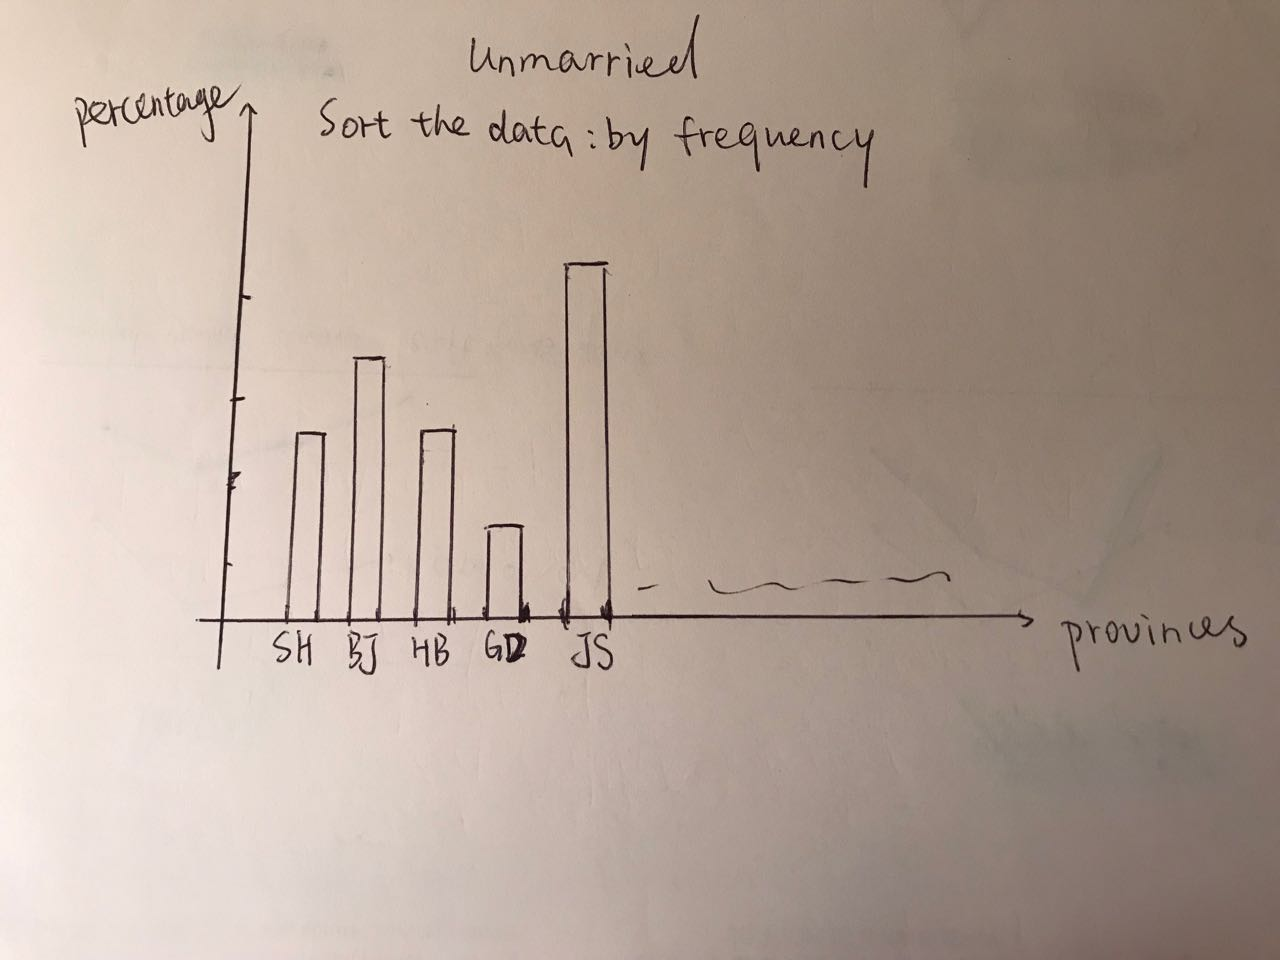 Unmarried
percentage
Sort the data: by frequency
SH BJ HB GD JS
provinces